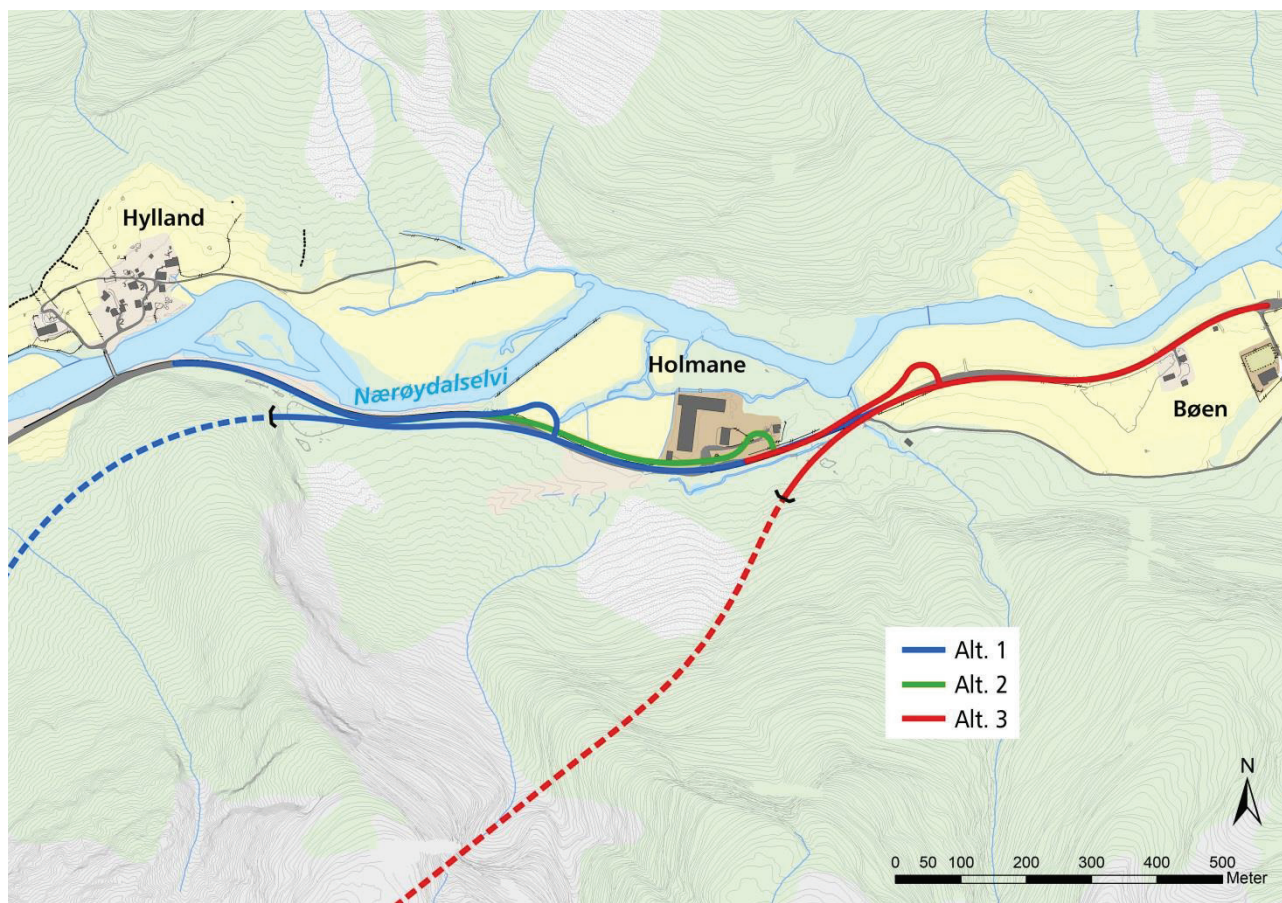 Hylland
Holmane
Nærøydalselvi
Bøen
Alt. 1
Alt. 2
Alt. 3
N
0 50 100 200 300 400 500
Meter